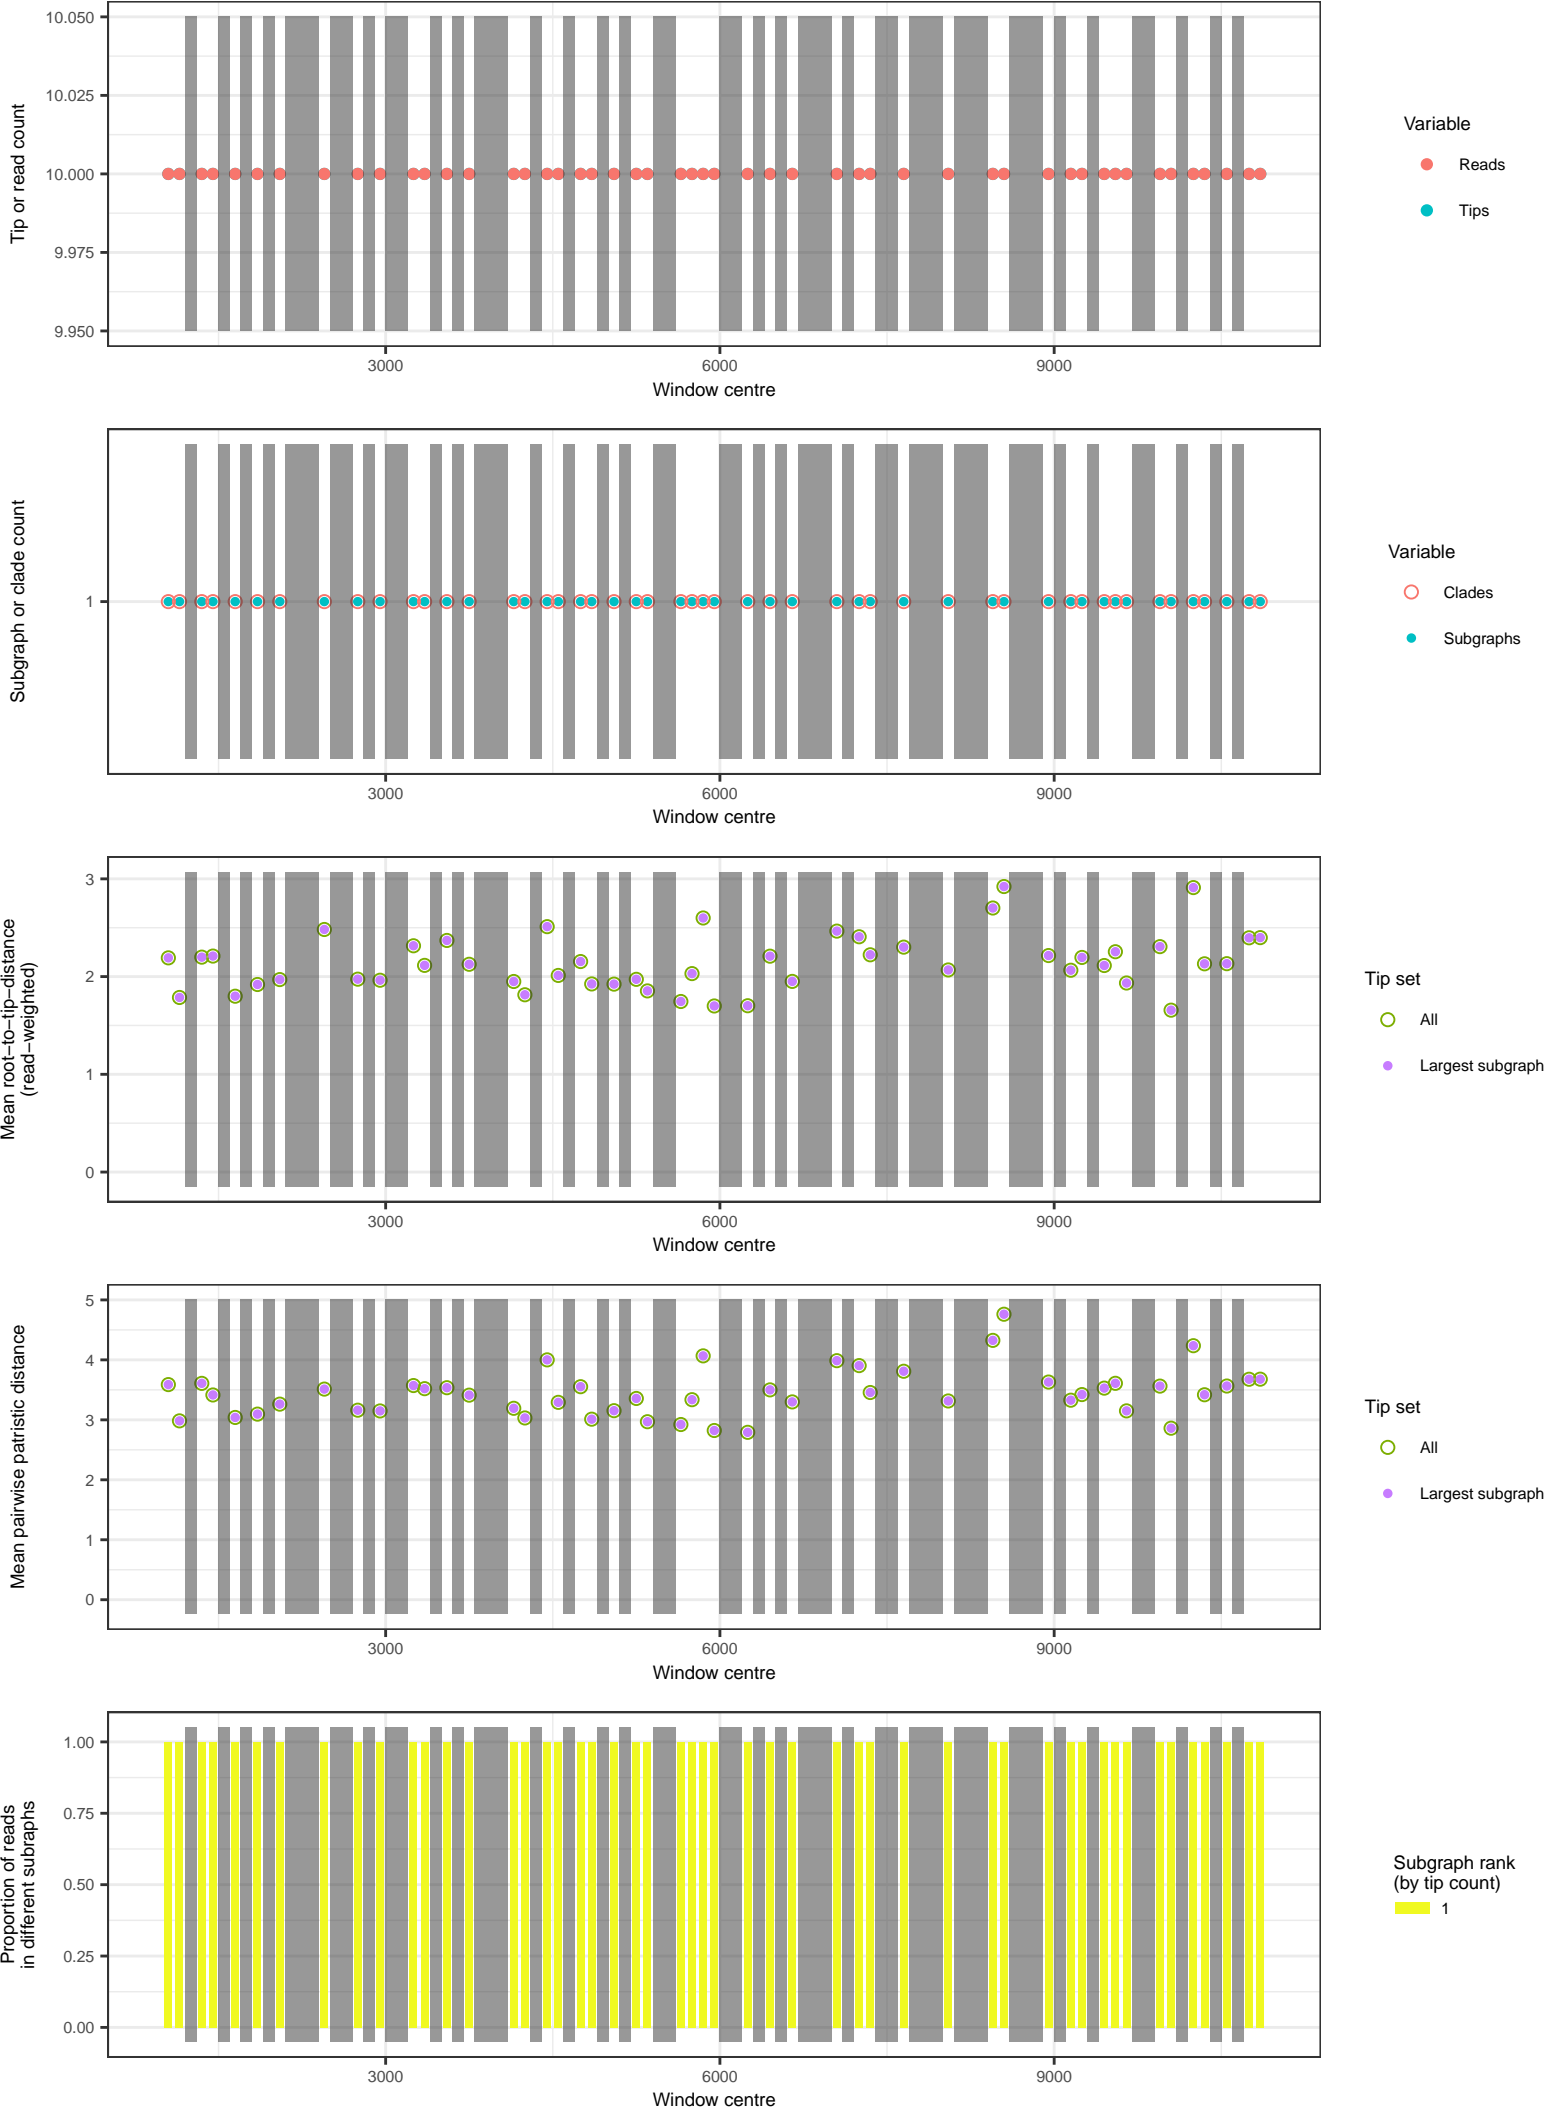 10.050
10.025
10.000
9.975
9.950
Tip or read count
3000
6000
9000
Window centre
Variable
Reads
Tips
1
Subgraph or clade count
3000
6000
9000
Window centre
Variable
Clades
Subgraphs
3
2
1
0
Mean root−to−tip−distance
(read−weighted)
3000
6000
9000
Window centre
Tip set
All
Largest subgraph
5
4
3
2
1
0
Mean pairwise patristic distance
3000
6000
9000
Window centre
Tip set
All
Largest subgraph
1.00
0.75
0.50
0.25
0.00
Proportion of reads
in different subraphs
3000
6000
9000
Window centre
Subgraph rank
(by tip count)
1